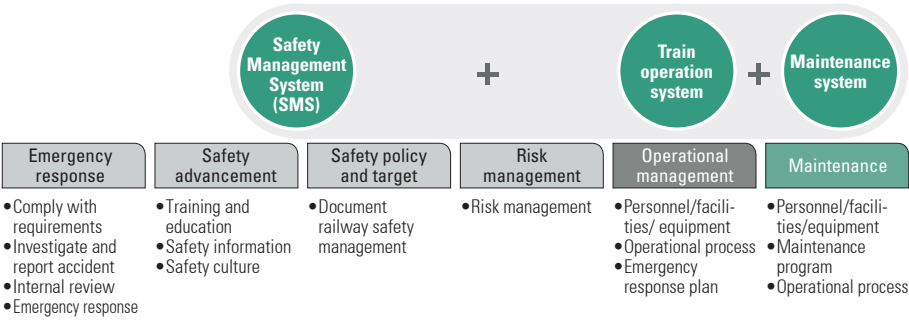 Safety
Management
System
(SMS)
+
Train
operation
system
+
Maintenance
system
Emergency
response
Safety
advancement
Safety policy
and target
Risk
management
Operational
management
Maintenance
•Comply with
requirements
•Investigate and
report accident
•Internal review
•Emergency response
•Training and
education
•Safety information
•Safety culture
•Document
railway safety
management
•Risk management
•Personnel/facili-
ties/ equipment
•Operational process
•Emergency
response plan
•Personnel/facili-
ties/equipment
•Maintenance
program
•Operational process